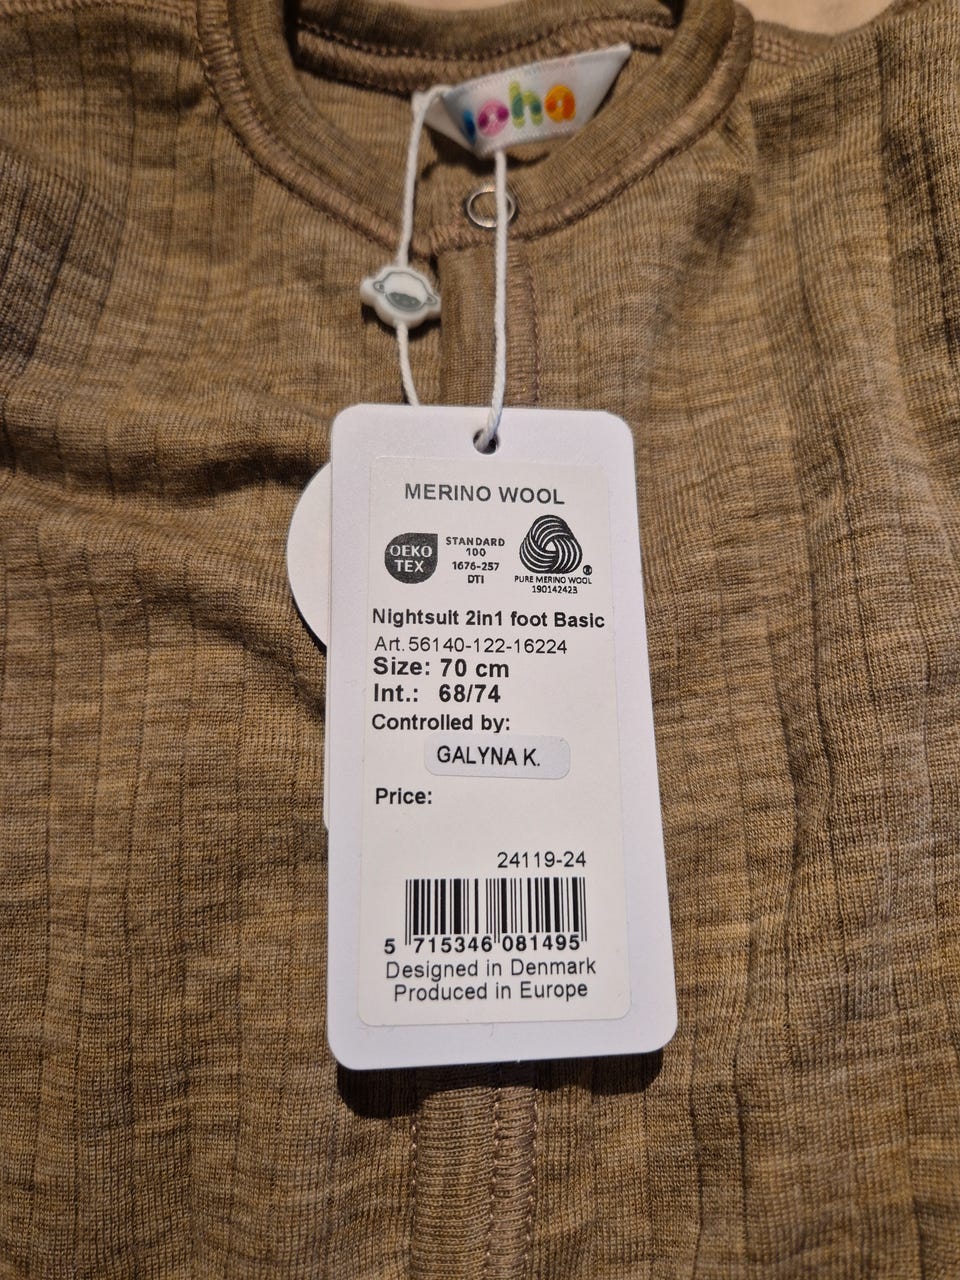 joha
MERINO WOOL
OEKO
TEX
STANDARD
100
1676-257
DTI
PURE MERINO WOOL
190142423
Nightsuit 2in1 foot Basic
Art. 56140-122-16224
Size: 70 cm
Int.: 68/74
Controlled by:
GALYNA K.
Price:
24119-24
5 715346 081495
Designed in Denmark
Produced in Europe